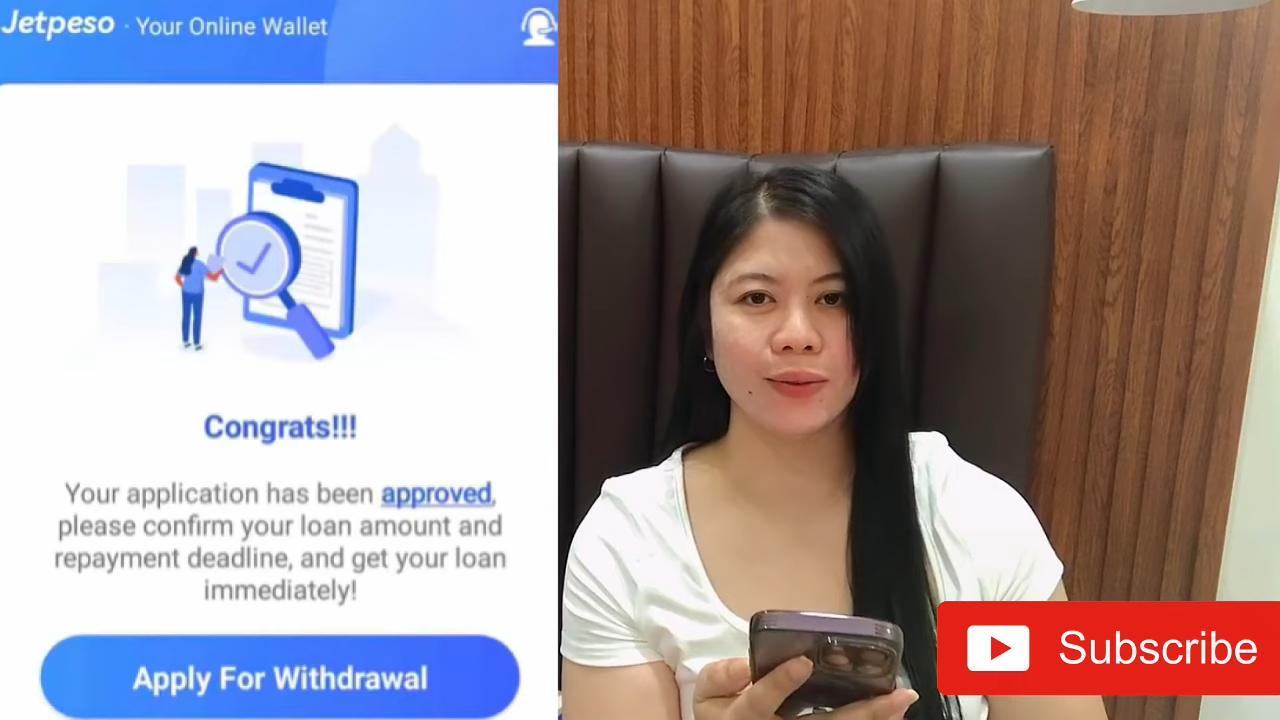 Jetpeso · Your Online Wallet
Congrats!!!
Your application has been approved,
please confirm your loan amount and
repayment deadline, and get your loan
immediately!
Apply For Withdrawal
Subscribe